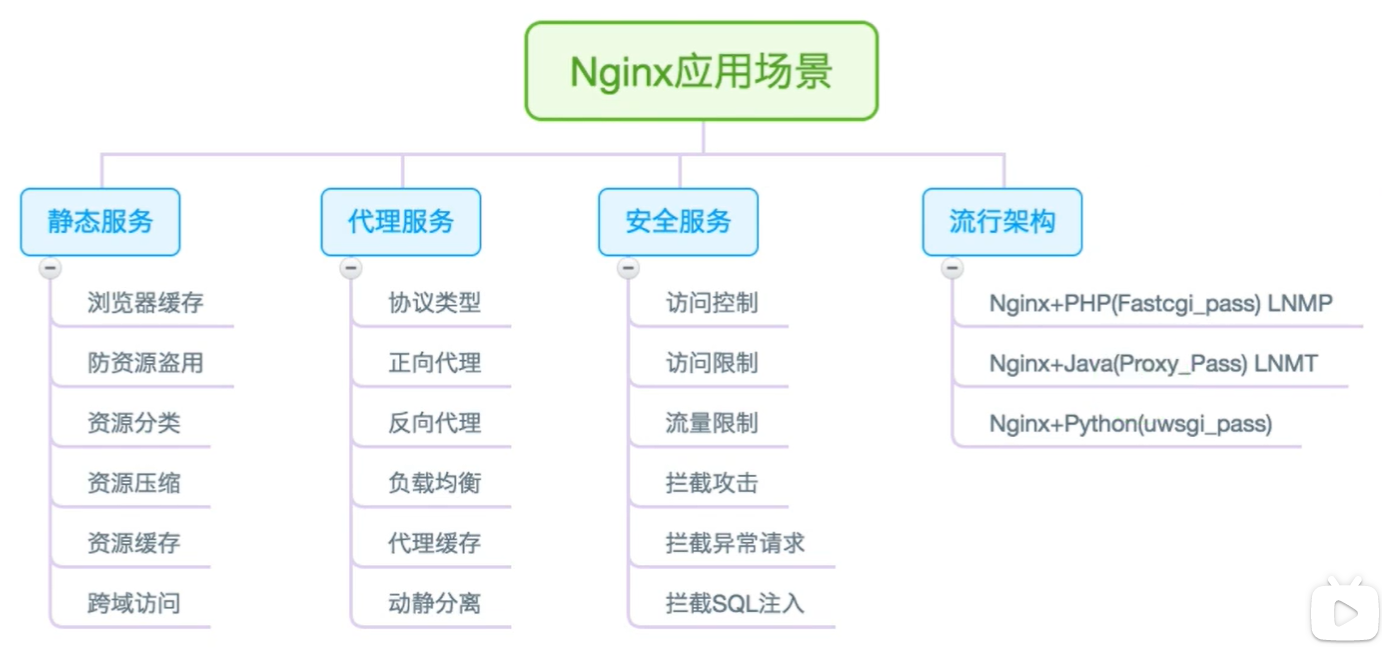 Nginx应用场景
静态服务
浏览器缓存
防资源盗用
资源分类
资源压缩
资源缓存
跨域访问
代理服务
协议类型
正向代理
反向代理
负载均衡
代理缓存
动静分离
安全服务
访问控制
访问限制
流量限制
拦截攻击
拦截异常请求
拦截SQL注入
流行架构
Nginx+PHP(Fastcgi_pass) LNMP
Nginx+Java(Proxy_Pass) LNMT
Nginx+Python(uwsgi_pass)